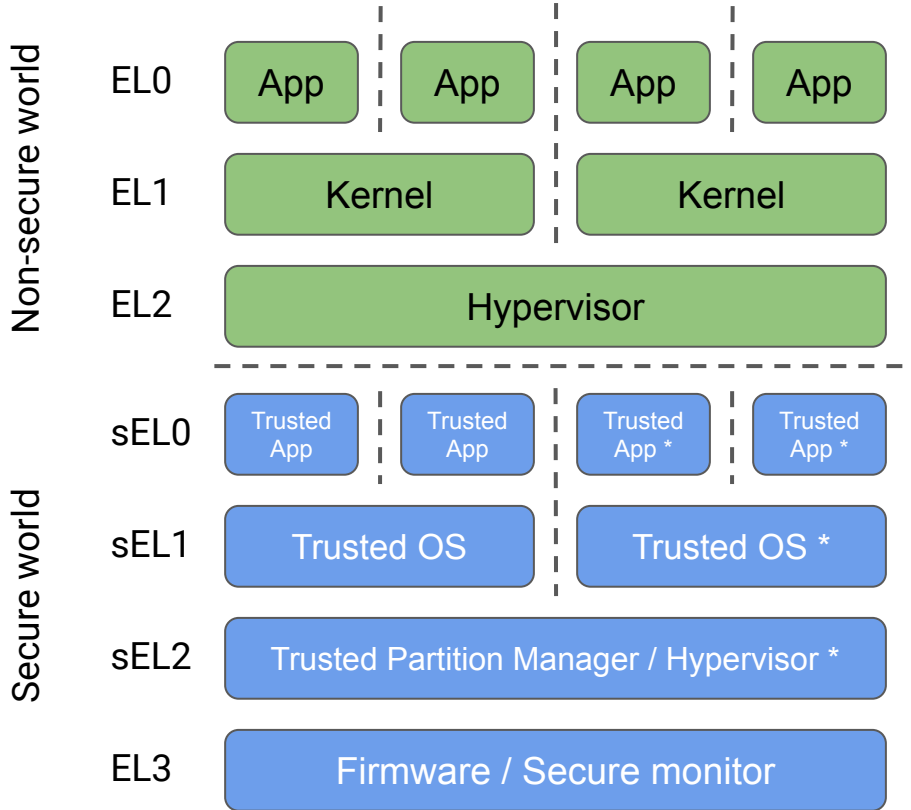 Non-secure world
EL0
App
App
App
App
EL1
Kernel
Kernel
EL2
Hypervisor
Secure world
sEL0
Trusted
App
Trusted
App
Trusted
App *
Trusted
App *
sEL1
Trusted OS
Trusted OS *
sEL2
Trusted Partition Manager / Hypervisor *
EL3
Firmware / Secure monitor